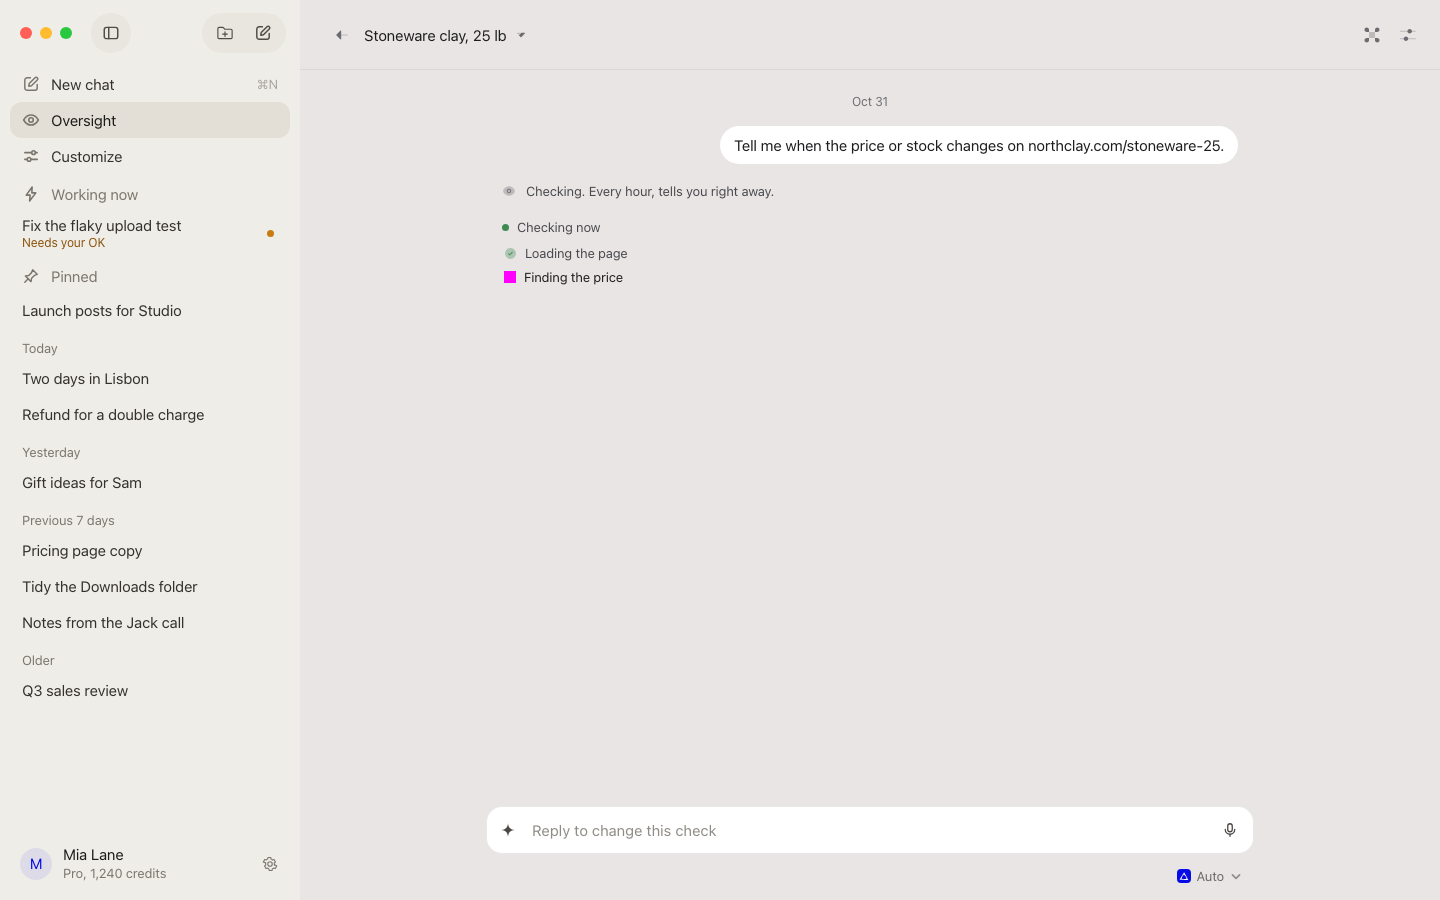 New chat
⌘N
Oversight
Customize
Working now
Fix the flaky upload test
Needs your OK
Pinned
Launch posts for Studio
Today
Two days in Lisbon
Refund for a double charge
Yesterday
Gift ideas for Sam
Previous 7 days
Pricing page copy
Tidy the Downloads folder
Notes from the Jack call
Older
Q3 sales review
M
Mia Lane
Pro, 1,240 credits
Stoneware clay, 25 lb
Oct 31
Tell me when the price or stock changes on northclay.com/stoneware-25.
Checking. Every hour, tells you right away.
Checking now
Loading the page
Finding the price
Reply to change this check
Auto